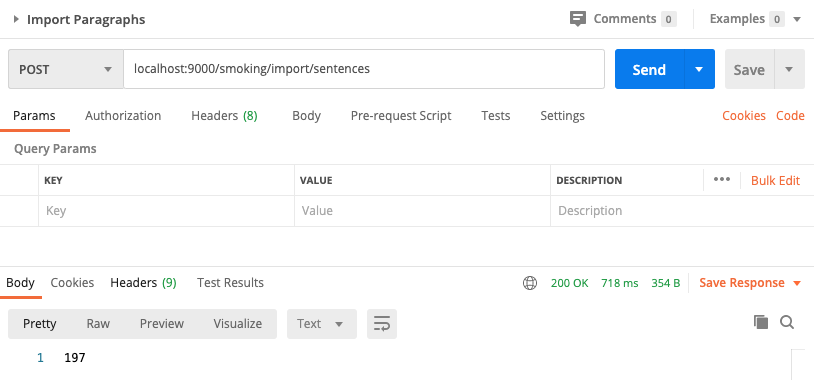 Import Paragraphs Comments 0 Examples 0
POST localhost:9000/smoking/import/sentences Send Save
Params Authorization Headers (8) Body Pre-request Script Tests Settings Cookies Code
Query Params
KEY VALUE DESCRIPTION ••• Bulk Edit
Key Value Description
Body Cookies Headers (9) Test Results 200 OK 718 ms 354 B Save Response
Pretty Raw Preview Visualize Text
1 197